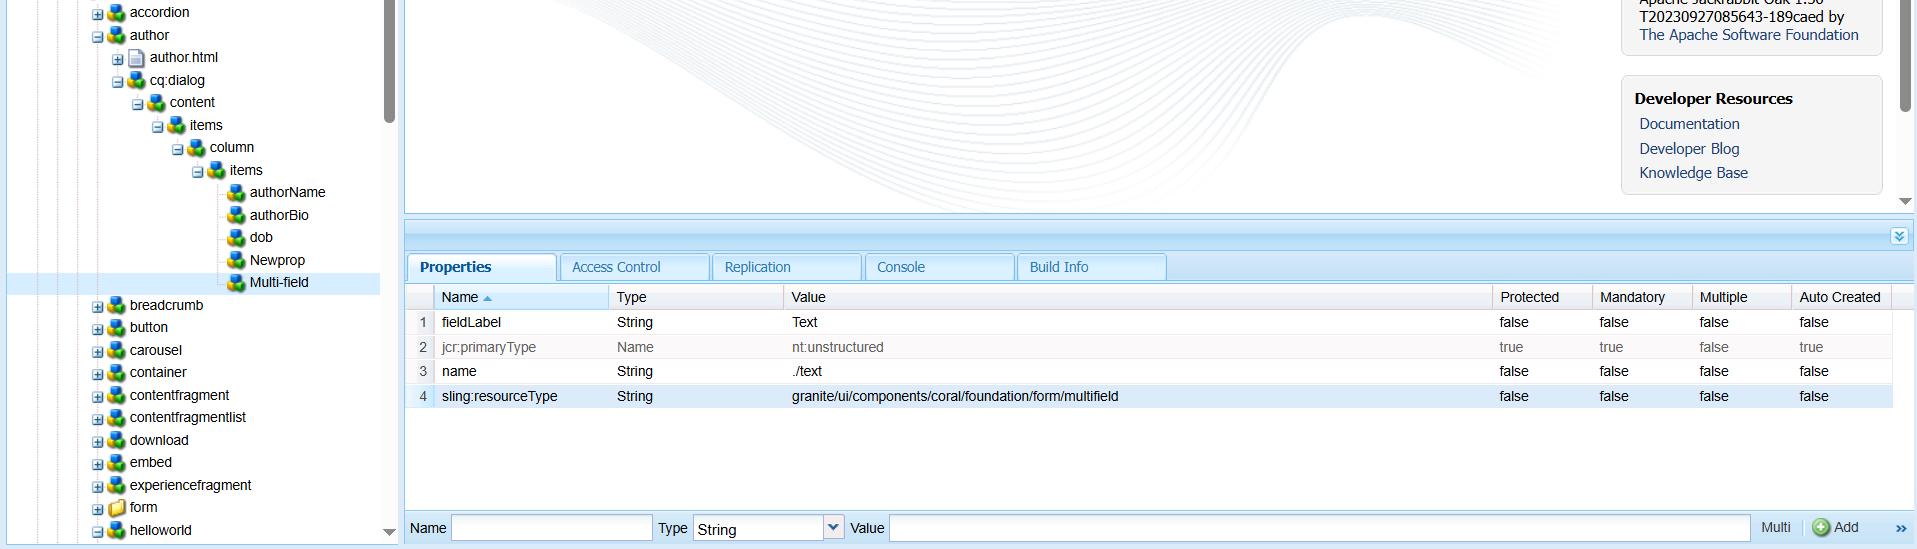 accordion
author
author.html
cq:dialog
content
items
column
items
authorName
authorBio
dob
Newprop
Multi-field
breadcrumb
button
carousel
container
contentfragment
contentfragmentlist
download
embed
experiencefragment
form
helloworld
T20230927085643-189caed by
The Apache Software Foundation
Developer Resources
Documentation
Developer Blog
Knowledge Base
Properties Access Control Replication Console Build Info
Name Type Value Protected Mandatory Multiple Auto Created
1 fieldLabel String Text false false false false
2 jcr:primaryType Name nt:unstructured true true false true
3 name String ./text false false false false
4 sling:resourceType String granite/ui/components/coral/foundation/form/multifield false false false false
Name Type String Value Multi Add